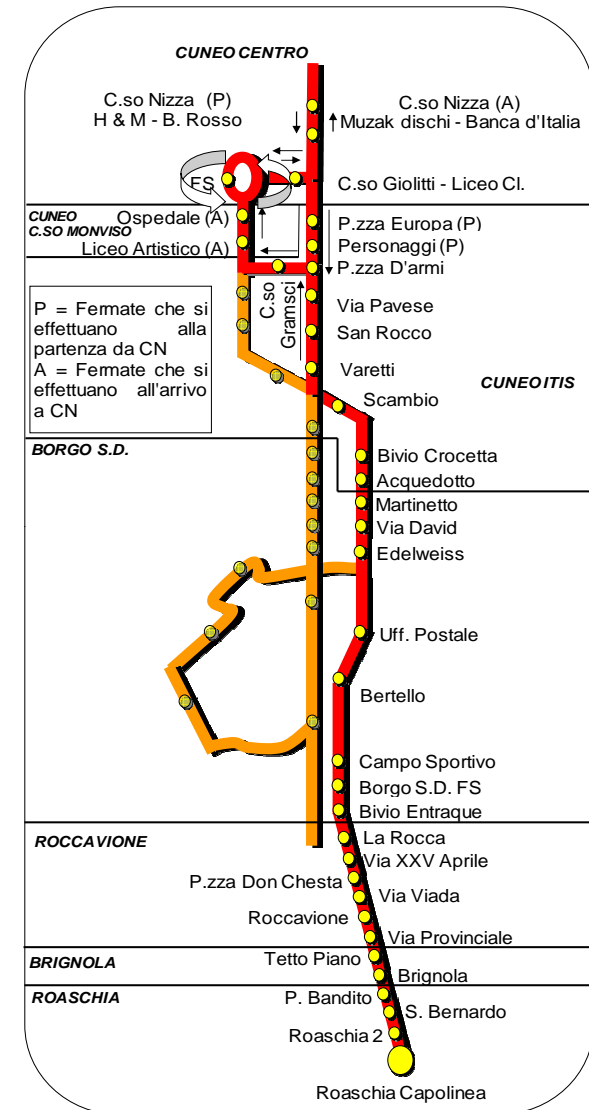 CUNEO CENTRO
C.so Nizza (P)
H & M - B. Rosso
C.so Nizza (A)
Muzak dischi - Banca d'Italia
FS
C.so Giolitti - Liceo Cl.
CUNEO
C.SO MONVISO
Ospedale (A)
Liceo Artistico (A)
P.zza Europa (P)
Personaggi (P)
P.zza D'armi
C.so
Gramsci
Via Pavese
San Rocco
Varetti
P = Fermate che si
effettuano alla
partenza da CN
A = Fermate che si
effettuano all'arrivo
a CN
CUNEO ITIS
Scambio
BORGO S.D.
Bivio Crocetta
Acquedotto
Martinetto
Via David
Edelweiss
Uff. Postale
Bertello
Campo Sportivo
Borgo S.D. FS
Bivio Entraque
ROCCAVIONE
La Rocca
Via XXV Aprile
P.zza Don Chesta
Via Viada
Roccavione
Via Provinciale
BRIGNOLA
Tetto Piano
Brignola
ROASCHIA
P. Bandito
S. Bernardo
Roaschia 2
Roaschia Capolinea